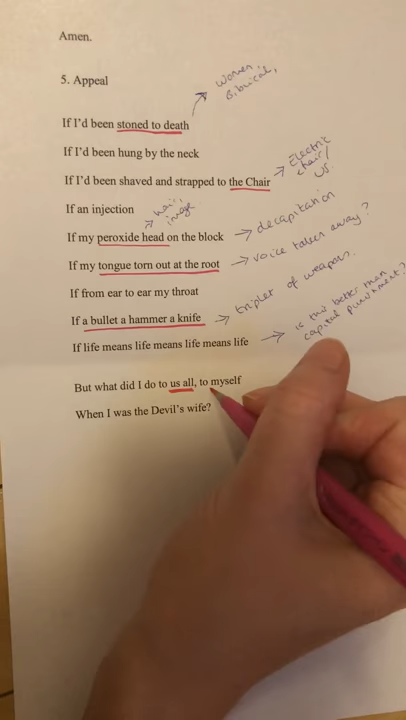 Amen.
5. Appeal
women,
Biblical,
If I'd been stoned to death
If I'd been hung by the neck
Electric
chair/
US.
If I'd been shaved and strapped to the Chair
If an injection
hair,
image
If my peroxide head on the block
decapitation
If my tongue torn out at the root
voice taken away?
If from ear to ear my throat
If a bullet a hammer a knife
triplet of weapons.
If life means life means life means life
is this better than
capital punishment?
But what did I do to us all, to myself
When I was the Devil's wife?